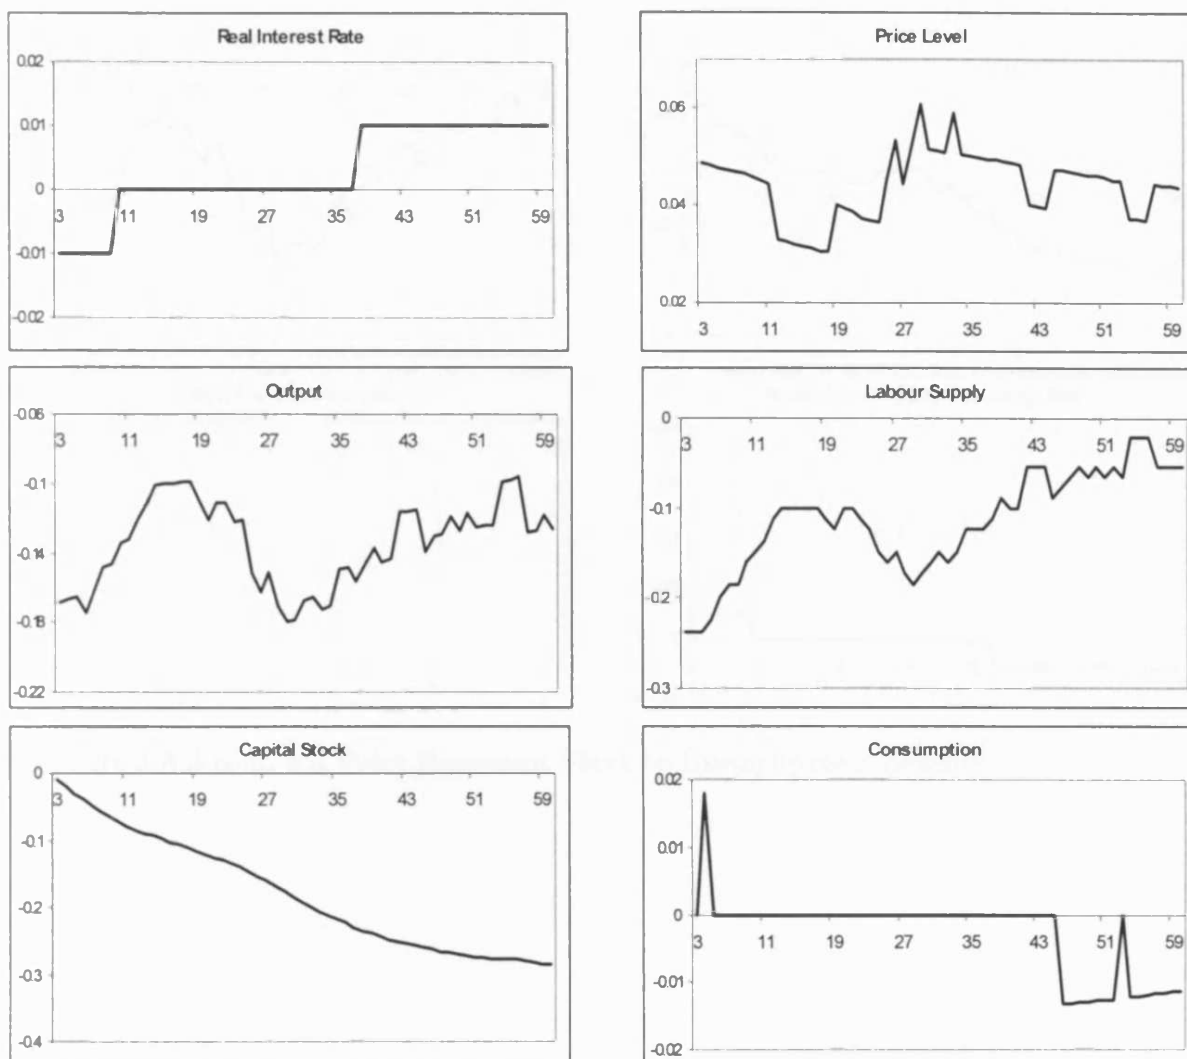 Real Interest Rate
0.02
0.01
0
-0.01
-0.02
3 11 19 27 35 43 51 59
Price Level
0.06
0.04
0.02
3 11 19 27 35 43 51 59
Output
-0.06
-0.1
-0.14
-0.18
-0.22
3 11 19 27 35 43 51 59
Labour Supply
0
-0.1
-0.2
-0.3
3 11 19 27 35 43 51 59
Capital Stock
0
-0.1
-0.2
-0.3
-0.4
3 11 19 27 35 43 51 59
Consumption
0.02
0.01
0
-0.01
-0.02
3 11 19 27 35 43 51 59